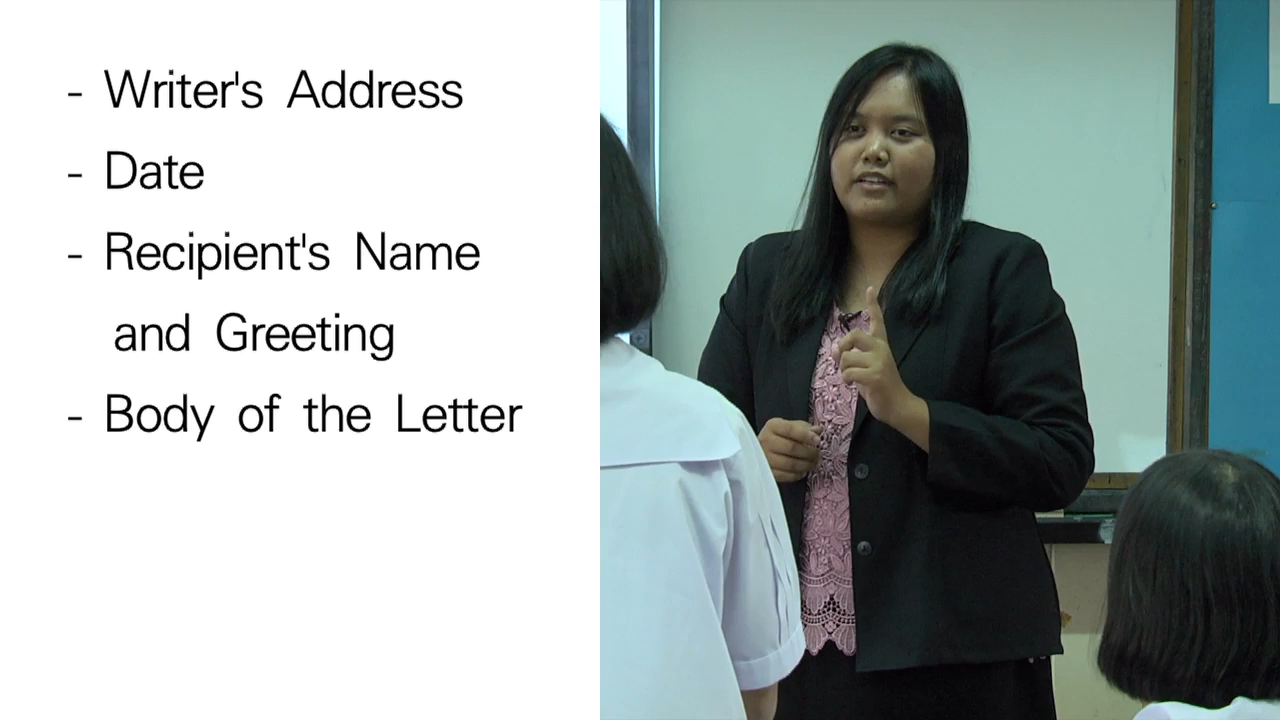 - Writer's Address
- Date
- Recipient's Name
and Greeting
- Body of the Letter